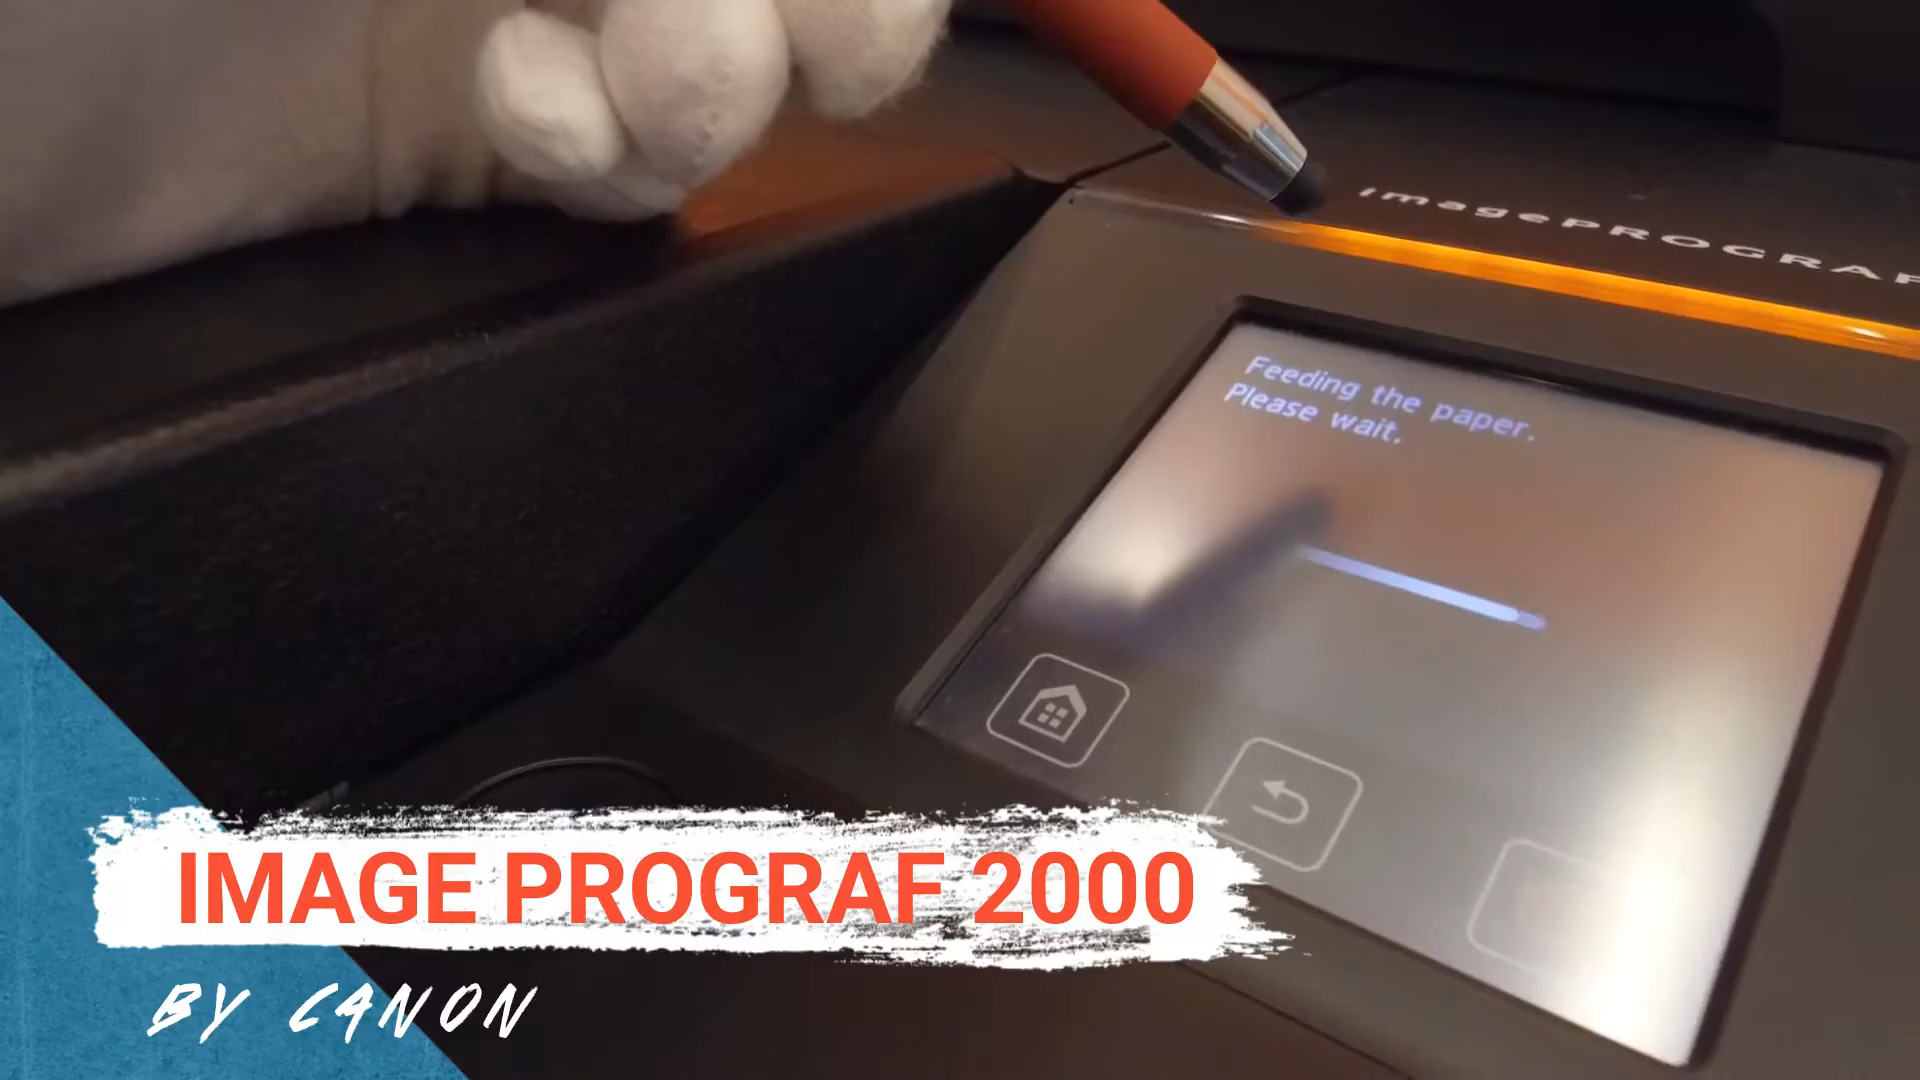 imagePROGRAF
Feeding the paper.
Please wait.
IMAGE PROGRAF 2000
BY CANON